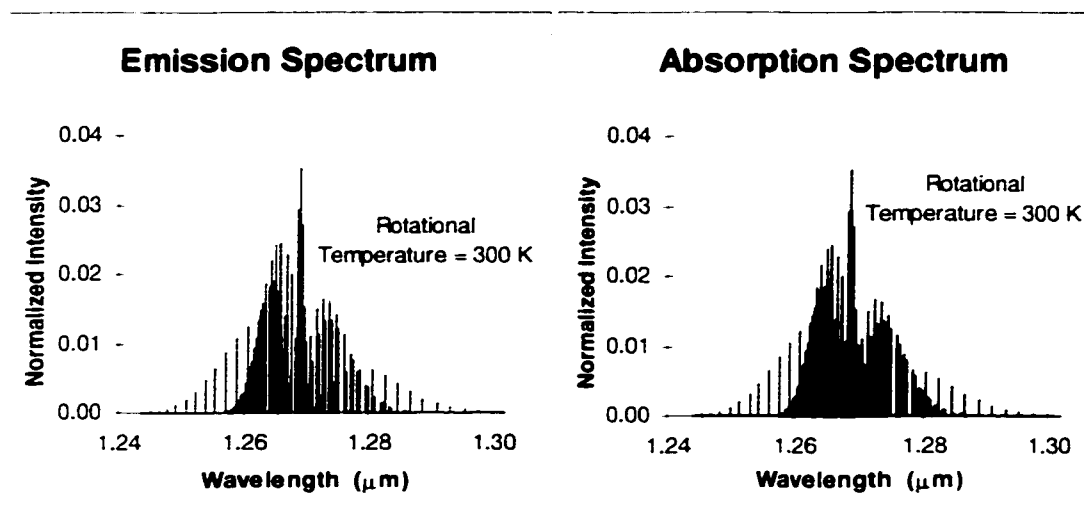 Emission Spectrum
0.04
0.03
0.02
0.01
0.00
Normalized Intensity
Rotational
Temperature = 300 K
1.24 1.26 1.28 1.30
Wavelength (μm)
Absorption Spectrum
0.04
0.03
0.02
0.01
0.00
Normalized Intensity
Rotational
Temperature = 300 K
1.24 1.26 1.28 1.30
Wavelength (μm)